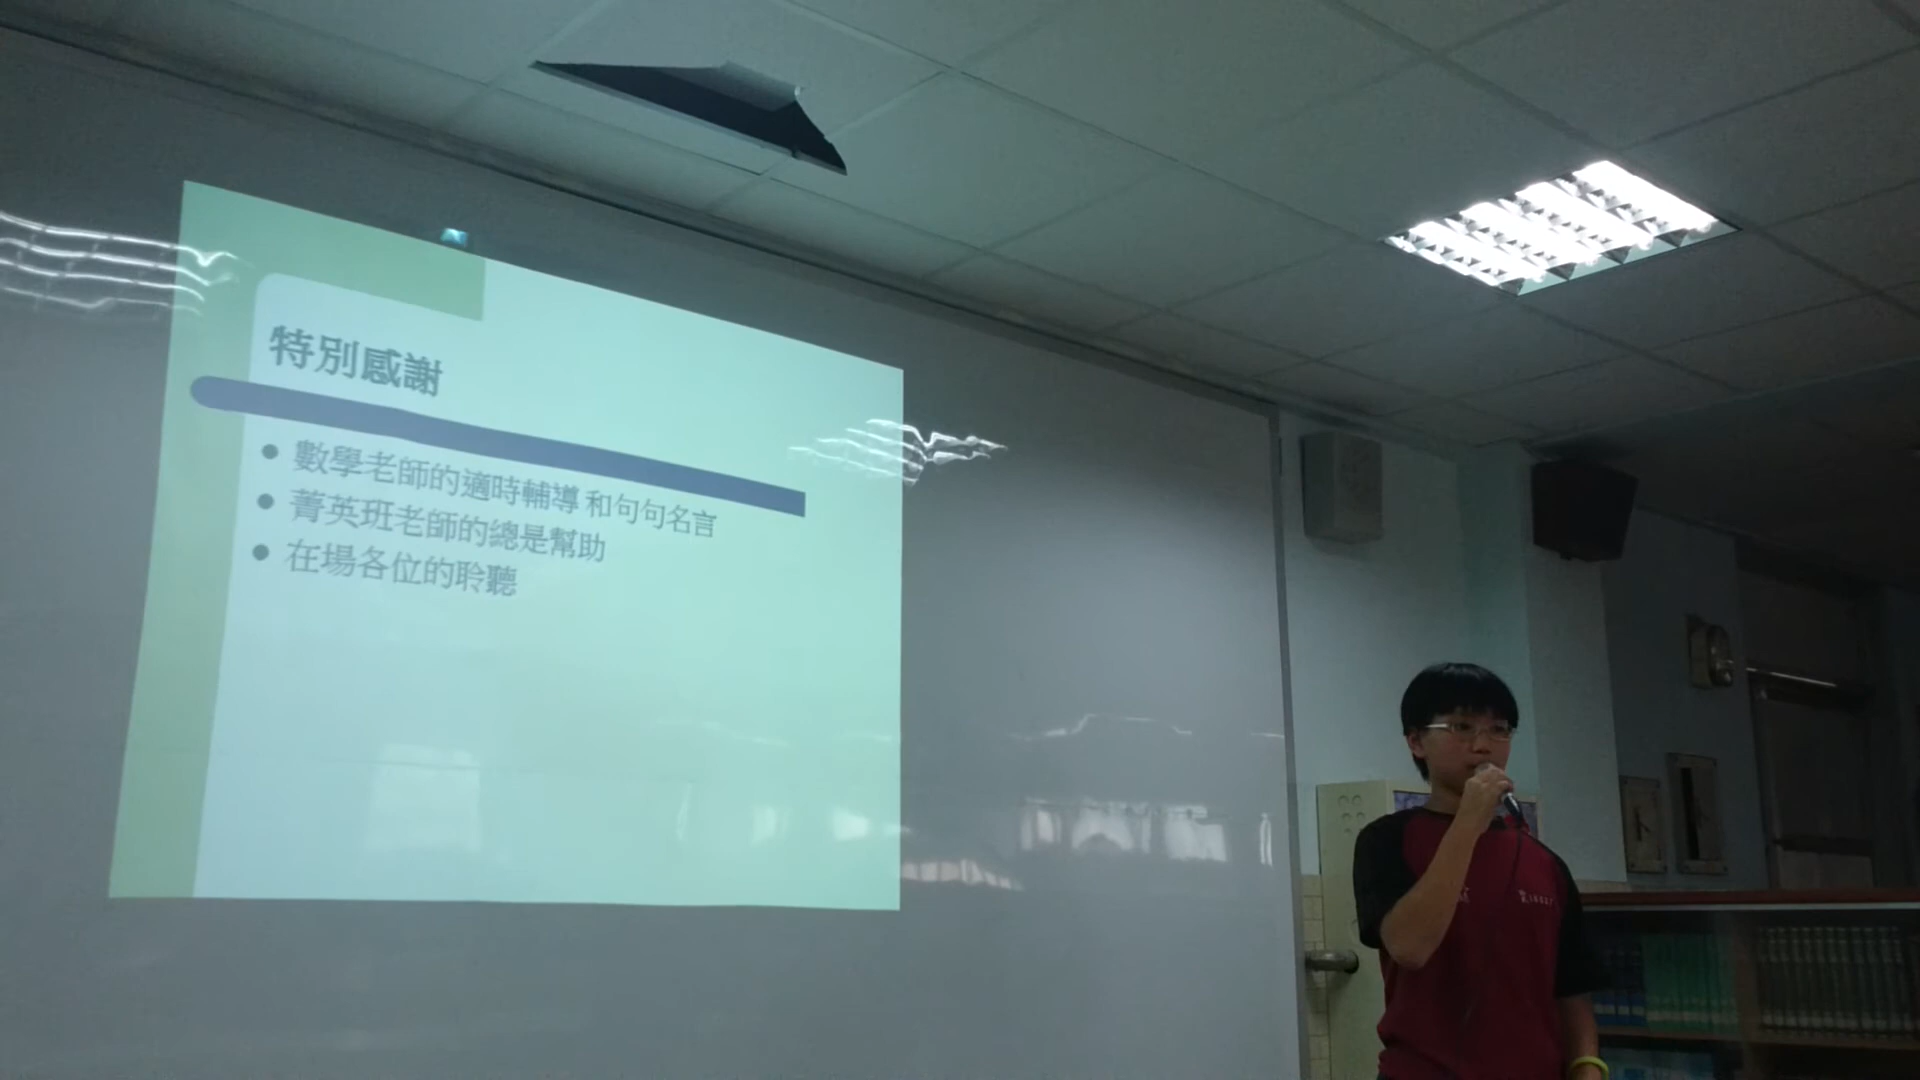 特別感謝
數學老師的適時輔導 和句句名言
菁英班老師的總是幫助
在場各位的聆聽